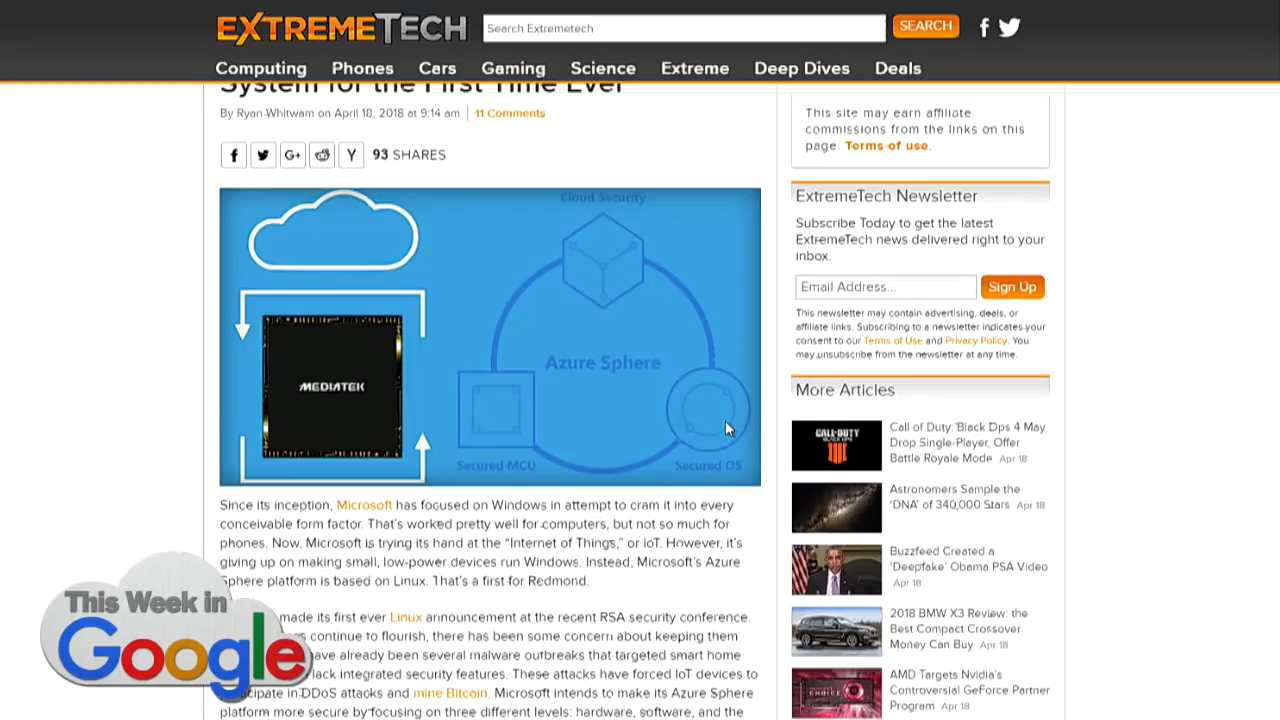 EXTREMETECH
Search Extremetech
SEARCH
Computing Phones Cars Gaming Science Extreme Deep Dives Deals
System for the First Time Ever
By Ryan Whitwam on April 18, 2018 at 9:14 am
11 Comments
93 SHARES
Cloud Security
Azure Sphere
MEDIATEK
Secured MCU
Secured OS
Since its inception, Microsoft has focused on Windows in attempt to cram it into every
conceivable form factor. That's worked pretty well for computers, but not so much for
phones. Now, Microsoft is trying its hand at the “Internet of Things,” or IoT. However, it's
giving up on making small, low-power devices run Windows. Instead, Microsoft's Azure
Sphere platform is based on Linux. That's a first for Redmond.
made its first ever Linux announcement at the recent RSA security conference.
continue to flourish, there has been some concern about keeping them
have already been several malware outbreaks that targeted smart home
lack integrated security features. These attacks have forced IoT devices to
in DDoS attacks and mine Bitcoin. Microsoft intends to make its Azure Sphere
platform more secure by focusing on three different levels: hardware, software, and the
This Week in
Google
This site may earn affiliate
commissions from the links on this
page. Terms of use.
ExtremeTech Newsletter
Subscribe Today to get the latest
ExtremeTech news delivered right to your
inbox.
Email Address...
Sign Up
This newsletter may contain advertising, deals, or
affiliate links. Subscribing to a newsletter indicates your
consent to our Terms of Use and Privacy Policy. You
may unsubscribe from the newsletter at any time.
More Articles
CALL·DUTY
BLACK OPS
IIII
Call of Duty: Black Ops 4 May
Drop Single-Player, Offer
Battle Royale Mode Apr 18
Astronomers Sample the
‘DNA’ of 340,000 Stars Apr 18
Buzzfeed Created a
‘Deepfake’ Obama PSA Video
Apr 18
2018 BMW X3 Review: the
Best Compact Crossover
Money Can Buy Apr 18
AMD Targets Nvidia's
Controversial GeForce Partner
Program Apr 18